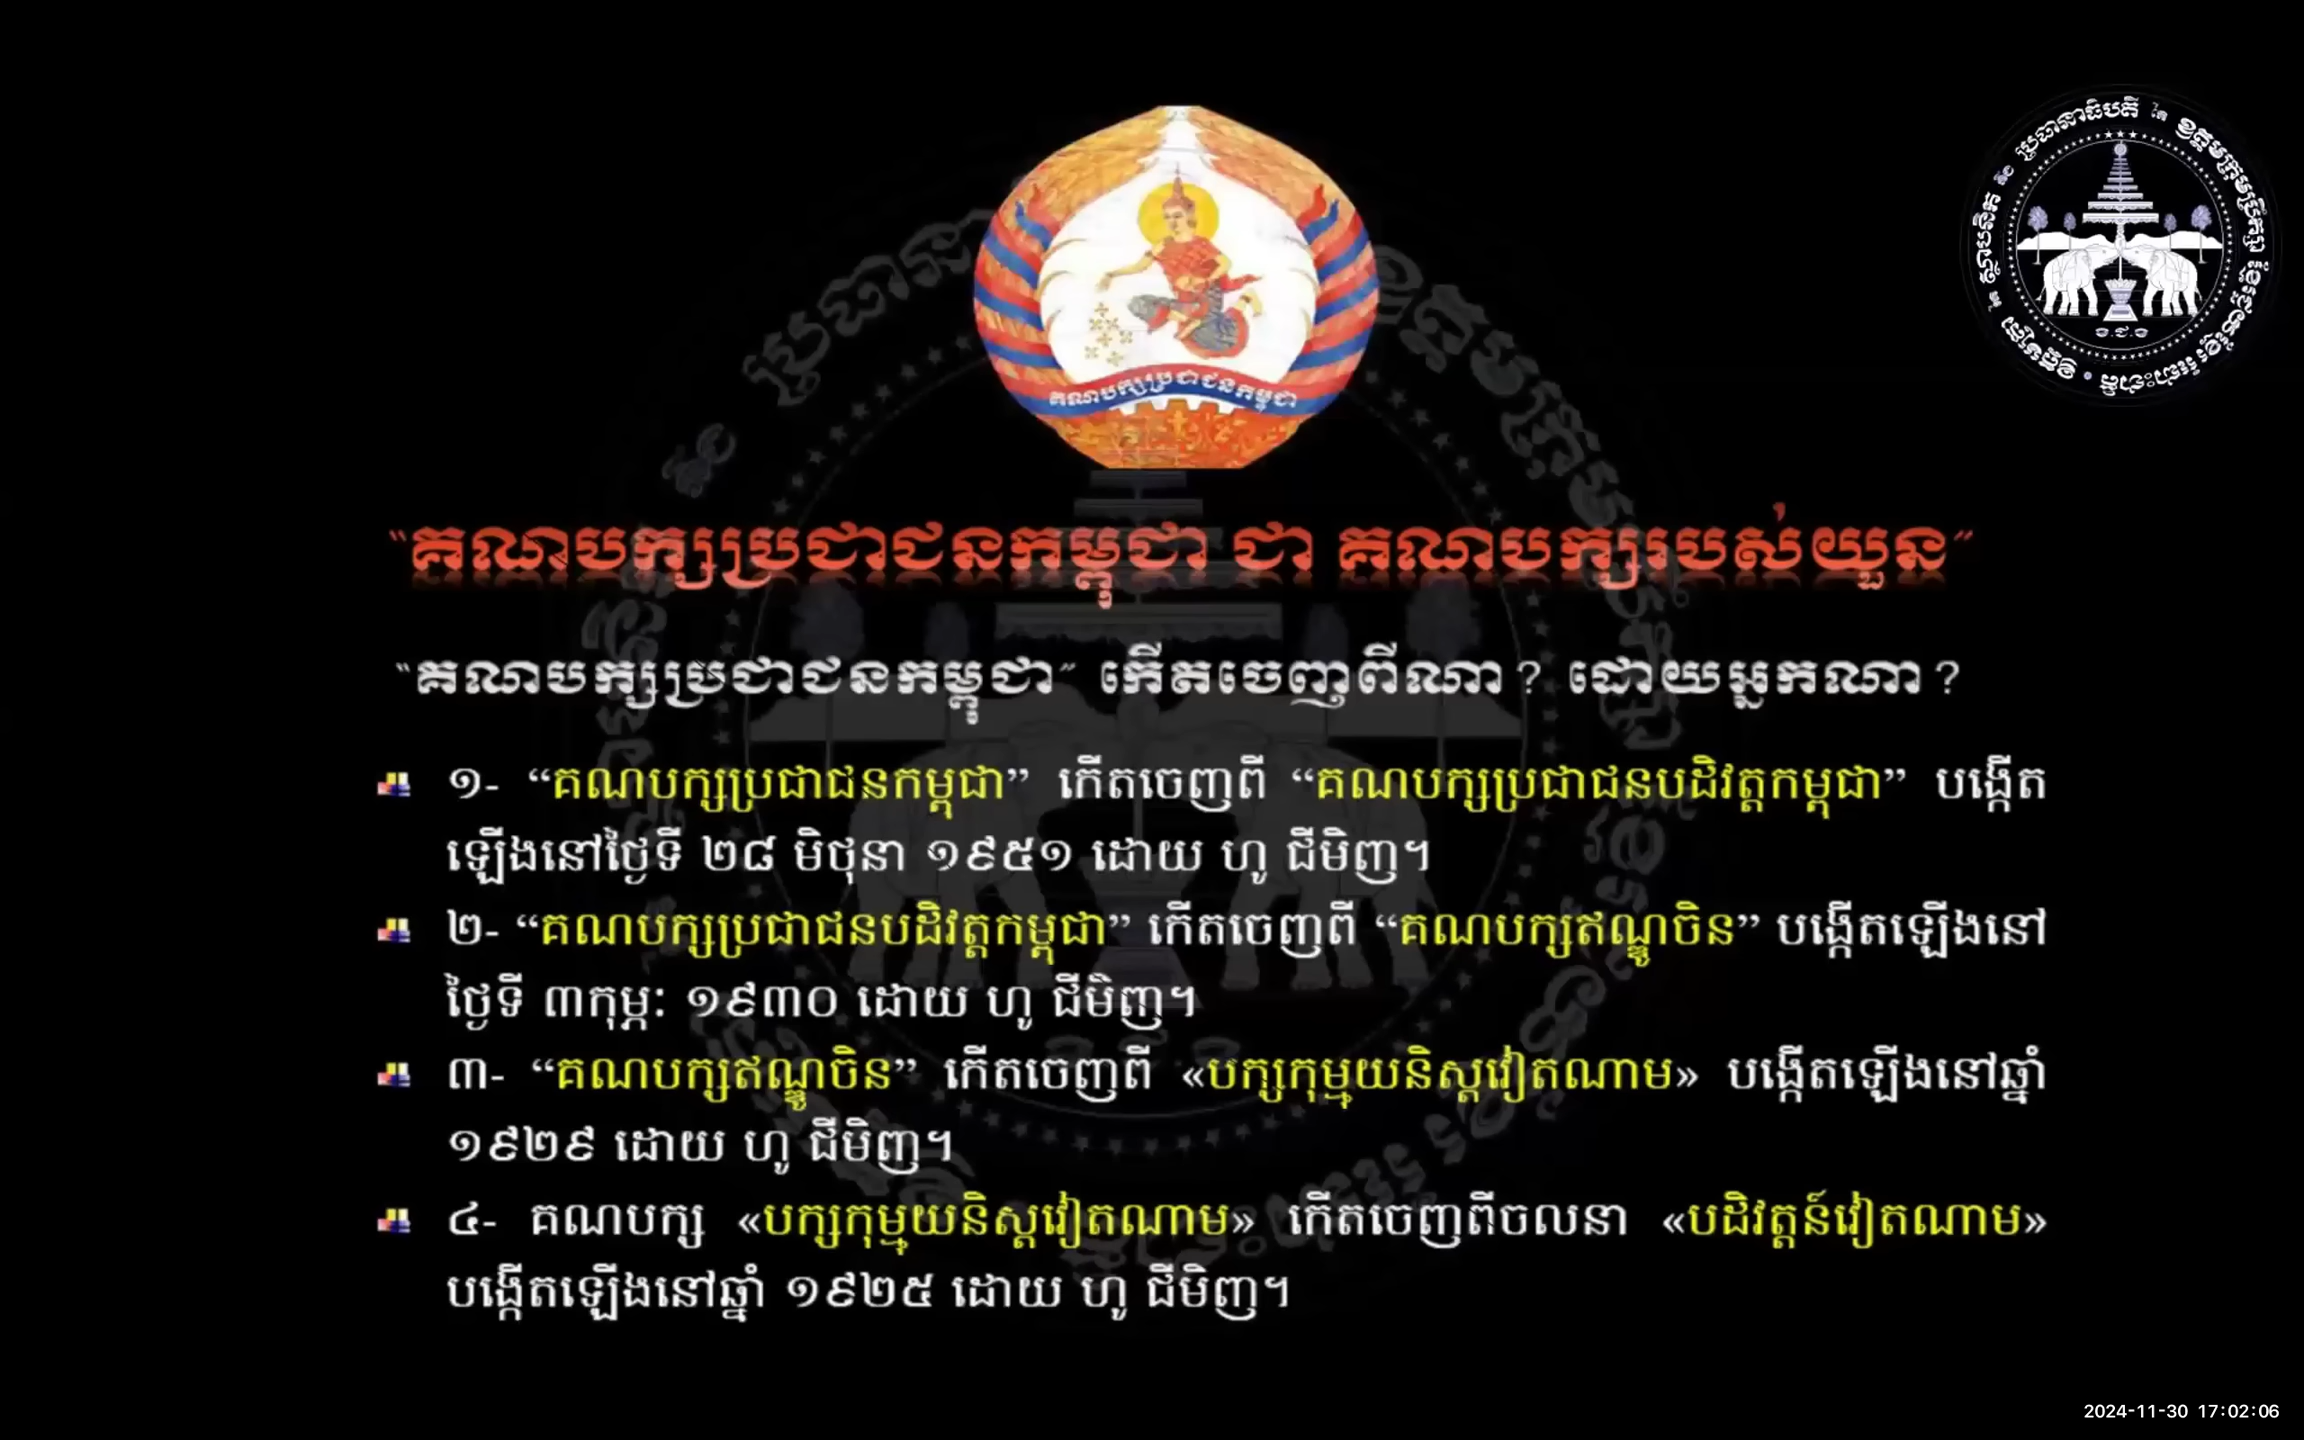 គណបក្សប្រជាជនកម្ពុជា
"គណបក្សប្រជាជនកម្ពុជា ជា គណបក្សរបស់យួន"
"គណបក្សប្រជាជនកម្ពុជា" កើតចេញពីណា? ដោយអ្នកណា?
១- “គណបក្សប្រជាជនកម្ពុជា” កើតចេញពី “គណបក្សប្រជាជនបដិវត្តកម្ពុជា” បង្កើត
ឡើងនៅថ្ងៃទី ២៨ មិថុនា ១៩៥១ ដោយ ហូ ជីមិញ។
២- “គណបក្សប្រជាជនបដិវត្តកម្ពុជា” កើតចេញពី “គណបក្សឥណ្ឌូចិន” បង្កើតឡើងនៅ
ថ្ងៃទី ៣កុម្ភៈ ១៩៣០ ដោយ ហូ ជីមិញ។
៣- “គណបក្សឥណ្ឌូចិន” កើតចេញពី «បក្សកុម្មុយនិស្តវៀតណាម» បង្កើតឡើងនៅឆ្នាំ
១៩២៩ ដោយ ហូ ជីមិញ។
៤- គណបក្ស «បក្សកុម្មុយនិស្តវៀតណាម» កើតចេញពីចលនា «បដិវត្តន៍វៀតណាម»
បង្កើតឡើងនៅឆ្នាំ ១៩២៥ ដោយ ហូ ជីមិញ។
2024-11-30 17:02:06